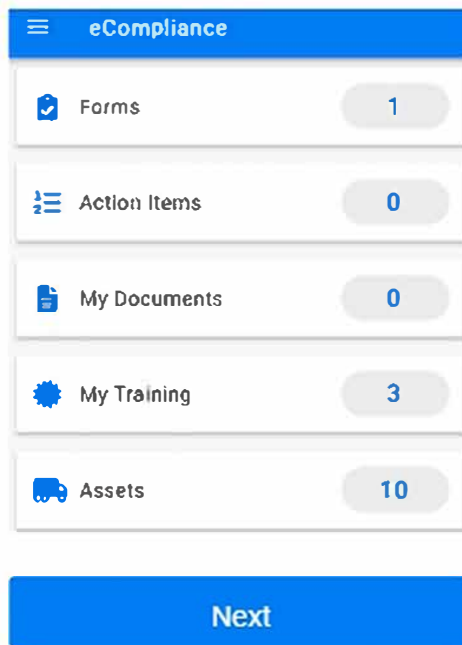 eCompliance
Forms 1
Action Items 0
My Documents 0
My Training 3
Assets 10
Next